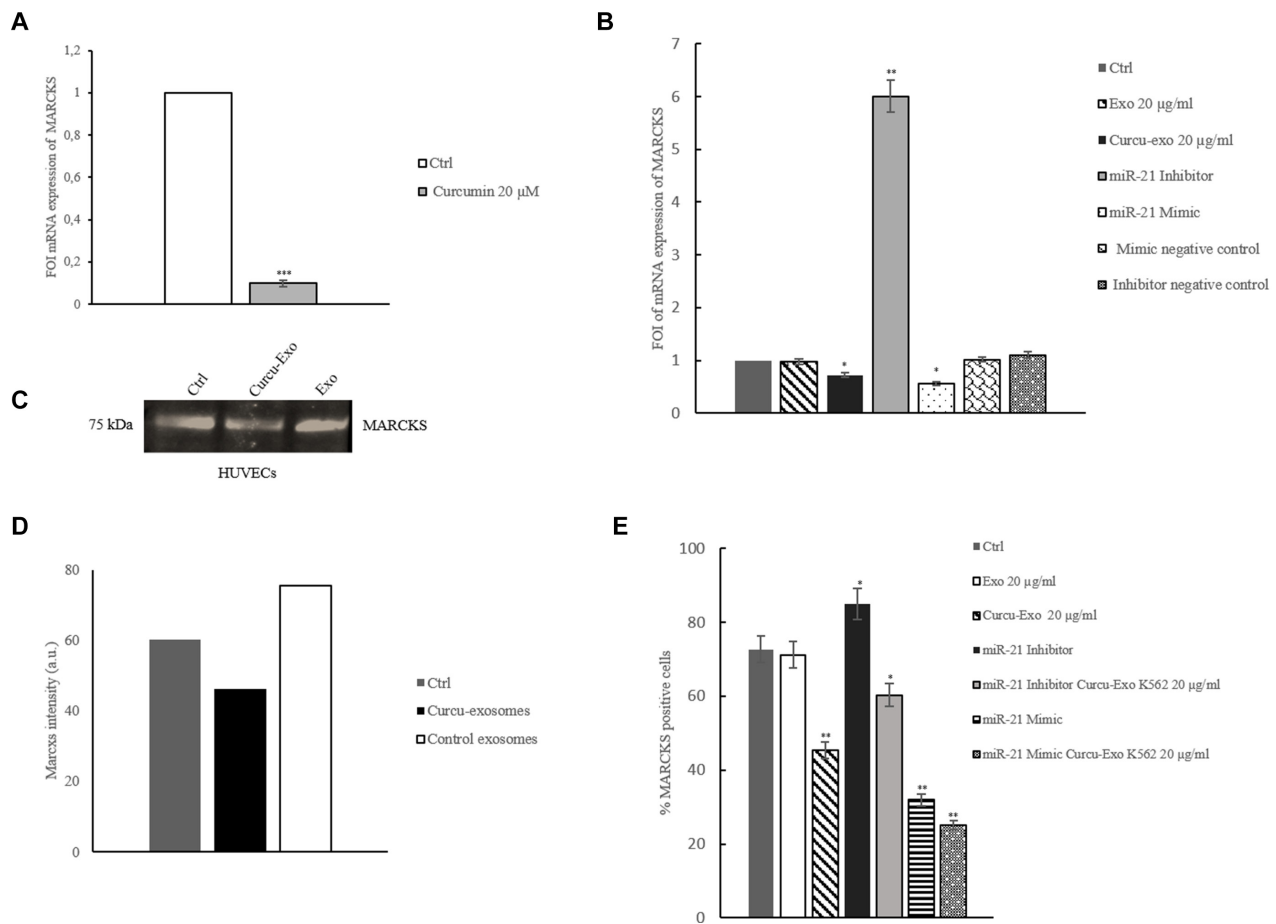 A
1,2
1
0,8
0,6
0,4
0,2
0
FOI mRNA expression of MARCKS
***
Ctrl
Curcumin 20 µM
B
7
6
5
4
3
2
1
0
FOI of mRNA expression of MARCKS
*
**
*
Ctrl
Exo 20 µg/ml
Curcu-exo 20 µg/ml
miR-21 Inhibitor
miR-21 Mimic
Mimic negative control
Inhibitor negative control
C
Ctrl
Curcu-Exo
Exo
75 kDa
MARCKS
HUVECs
D
80
60
40
20
0
Marcxs intensity (a.u.)
Ctrl
Curcu-exosomes
Control exosomes
E
100
80
60
40
20
0
% MARCKS positive cells
**
*
*
**
**
Ctrl
Exo 20 µg/ml
Curcu-Exo 20 µg/ml
miR-21 Inhibitor
miR-21 Inhibitor Curcu-Exo K562 20 µg/ml
miR-21 Mimic
miR-21 Mimic Curcu-Exo K562 20 µg/ml